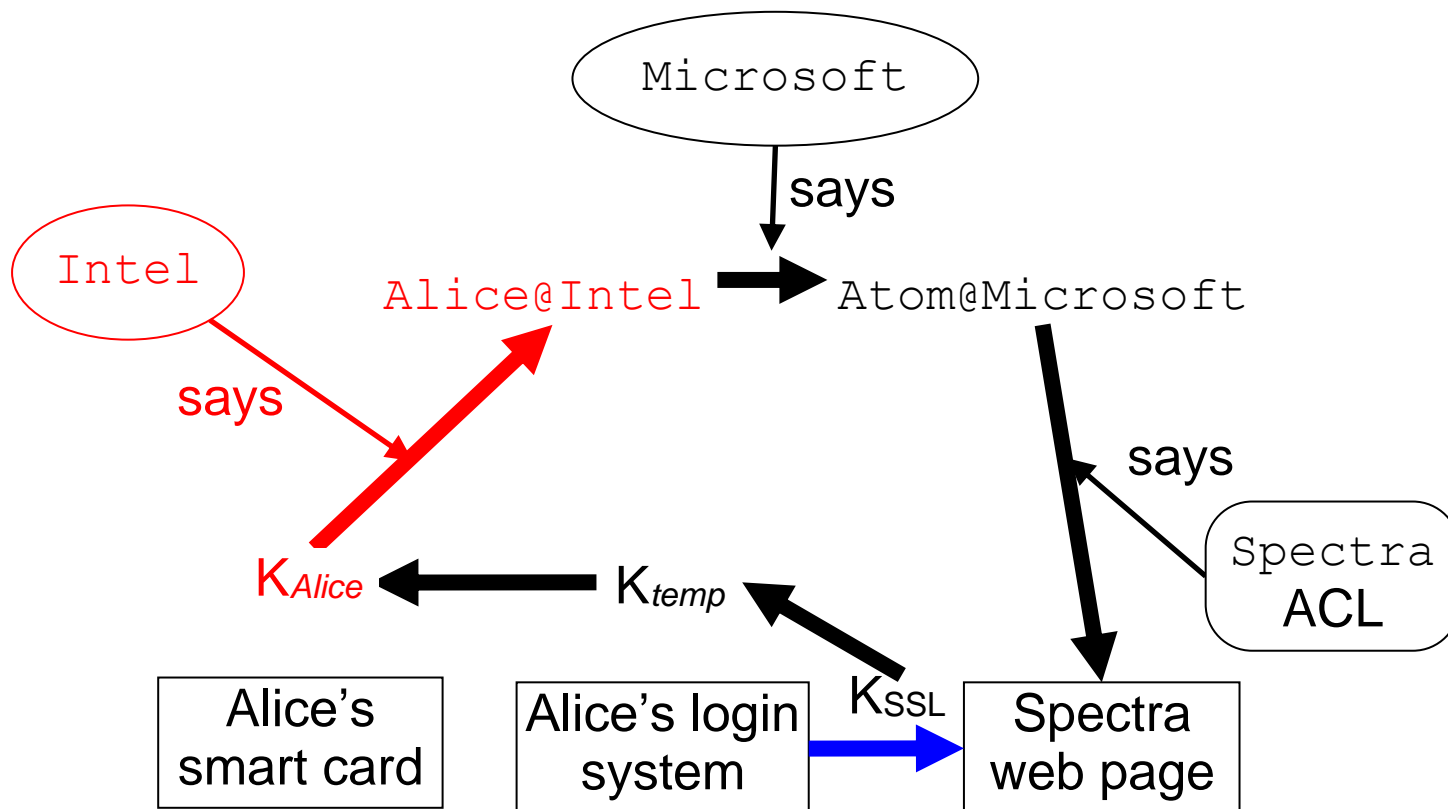 Microsoft
says
Intel
Alice@Intel
Atom@Microsoft
says
says
Spectra
ACL
KAlice
Ktemp
KSSL
Alice’s
smart card
Alice’s login
system
Spectra
web page